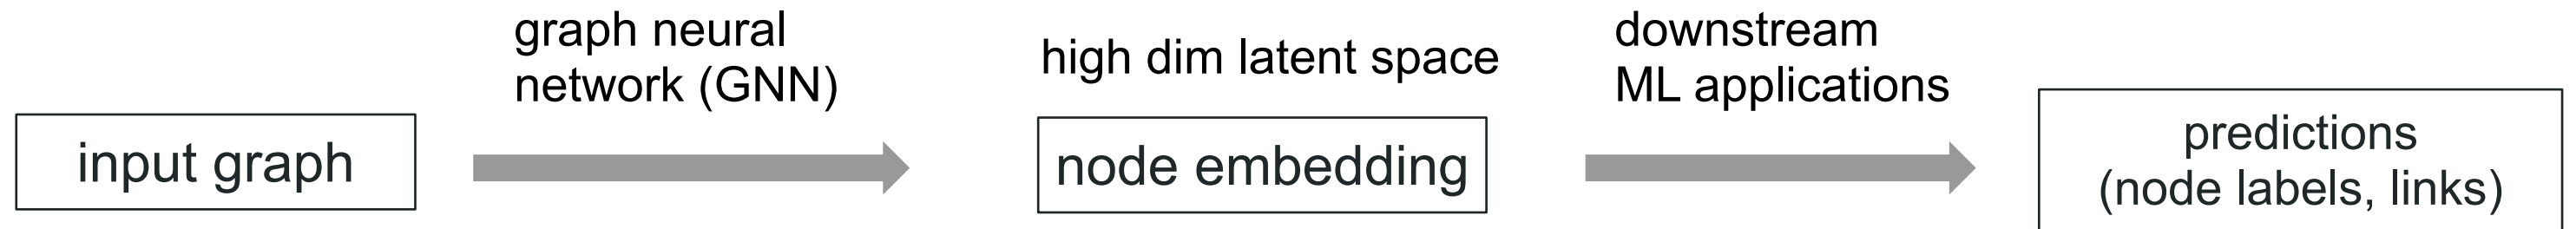 input graph
graph neural
network (GNN)
high dim latent space
node embedding
downstream
ML applications
predictions
(node labels, links)